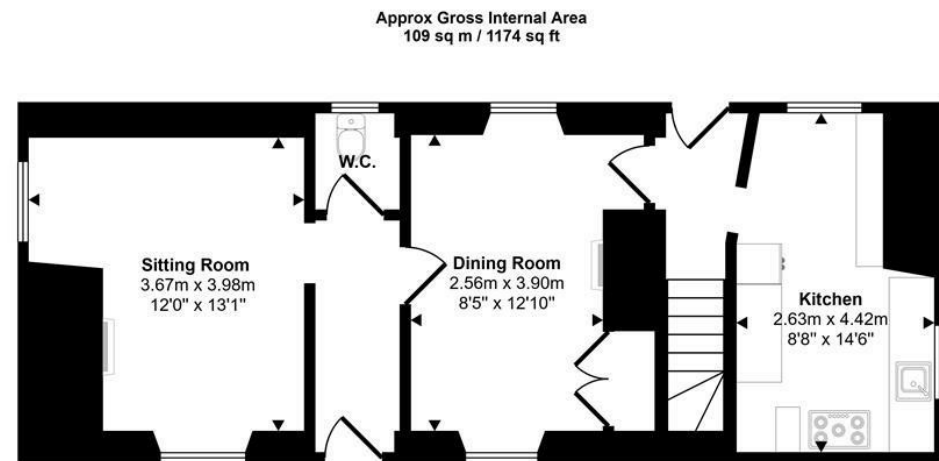 Approx Gross Internal Area
109 sq m / 1174 sq ft
W.C.
Sitting Room
3.67m x 3.98m
12'0" x 13'1"
Dining Room
2.56m x 3.90m
8'5" x 12'10"
Kitchen
2.63m x 4.42m
8'8" x 14'6"